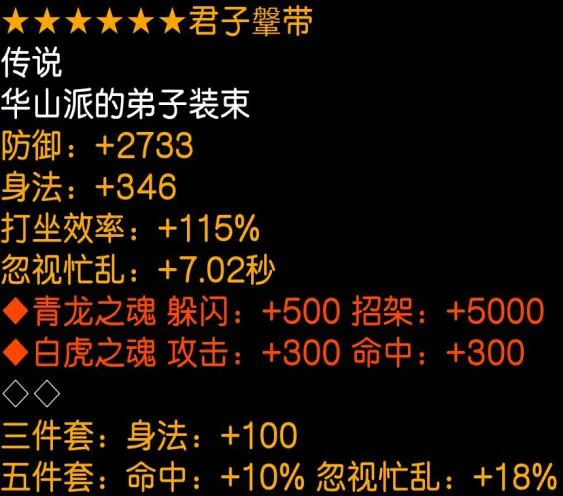 ★★★★★★君子鞶带
传说
华山派的弟子装束
防御：+2733
身法：+346
打坐效率：+115%
忽视忙乱：+7.02秒
◆青龙之魂 躲闪：+500 招架：+5000
◆白虎之魂 攻击：+300 命中：+300
◇◇
三件套：身法：+100
五件套：命中：+10% 忽视忙乱：+18%